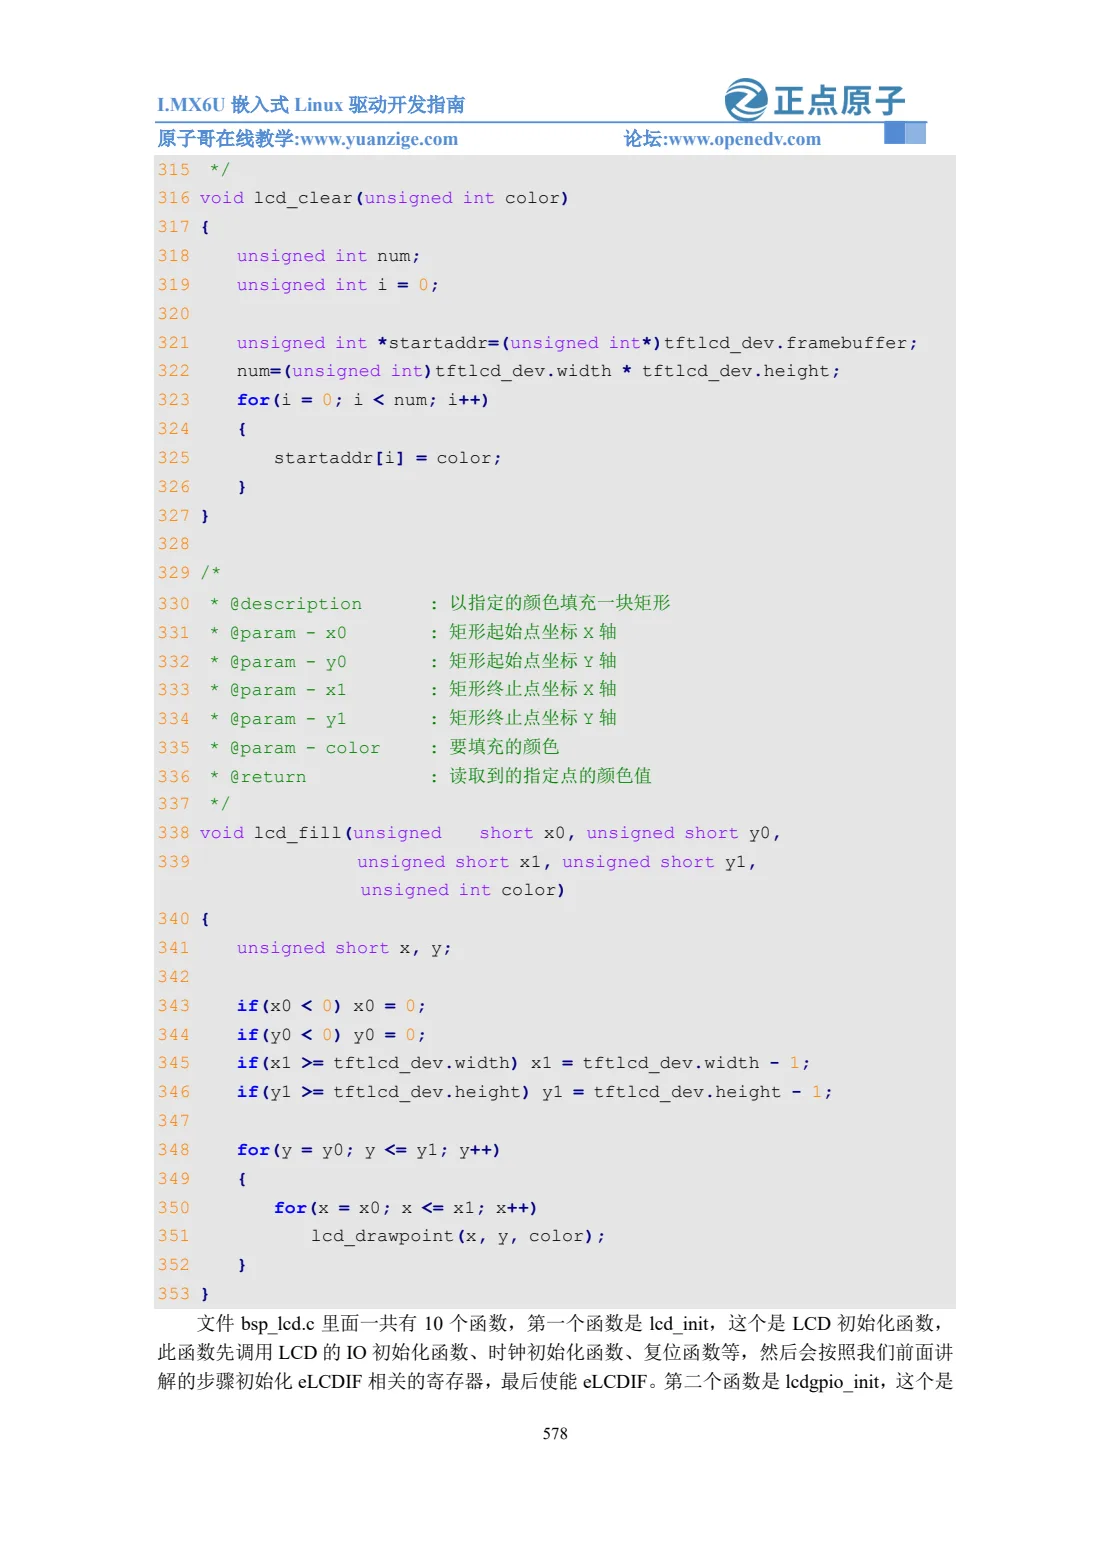 I.MX6U 嵌入式 Linux 驱动开发指南
正点原子
原子哥在线教学:www.yuanzige.com 论坛:www.openedv.com
315  */
316 void lcd_clear(unsigned int color)
317 {
318     unsigned int num;
319     unsigned int i = 0;
320
321     unsigned int *startaddr=(unsigned int*)tftlcd_dev.framebuffer;
322     num=(unsigned int)tftlcd_dev.width * tftlcd_dev.height;
323     for(i = 0; i < num; i++)
324     {
325         startaddr[i] = color;
326     }
327 }
328
329 /*
330  * @description      : 以指定的颜色填充一块矩形
331  * @param - x0       : 矩形起始点坐标 X 轴
332  * @param - y0       : 矩形起始点坐标 Y 轴
333  * @param - x1       : 矩形终止点坐标 X 轴
334  * @param - y1       : 矩形终止点坐标 Y 轴
335  * @param - color    : 要填充的颜色
336  * @return           : 读取到的指定点的颜色值
337  */
338 void lcd_fill(unsigned    short x0, unsigned short y0,
339               unsigned short x1, unsigned short y1,
              unsigned int color)
340 {
341     unsigned short x, y;
342
343     if(x0 < 0) x0 = 0;
344     if(y0 < 0) y0 = 0;
345     if(x1 >= tftlcd_dev.width) x1 = tftlcd_dev.width - 1;
346     if(y1 >= tftlcd_dev.height) y1 = tftlcd_dev.height - 1;
347
348     for(y = y0; y <= y1; y++)
349     {
350         for(x = x0; x <= x1; x++)
351             lcd_drawpoint(x, y, color);
352     }
353 }
文件 bsp_lcd.c 里面一共有 10 个函数，第一个函数是 lcd_init，这个是 LCD 初始化函数，
此函数先调用 LCD 的 IO 初始化函数、时钟初始化函数、复位函数等，然后会按照我们前面讲
解的步骤初始化 eLCDIF 相关的寄存器，最后使能 eLCDIF。第二个函数是 lcdgpio_init，这个是
578